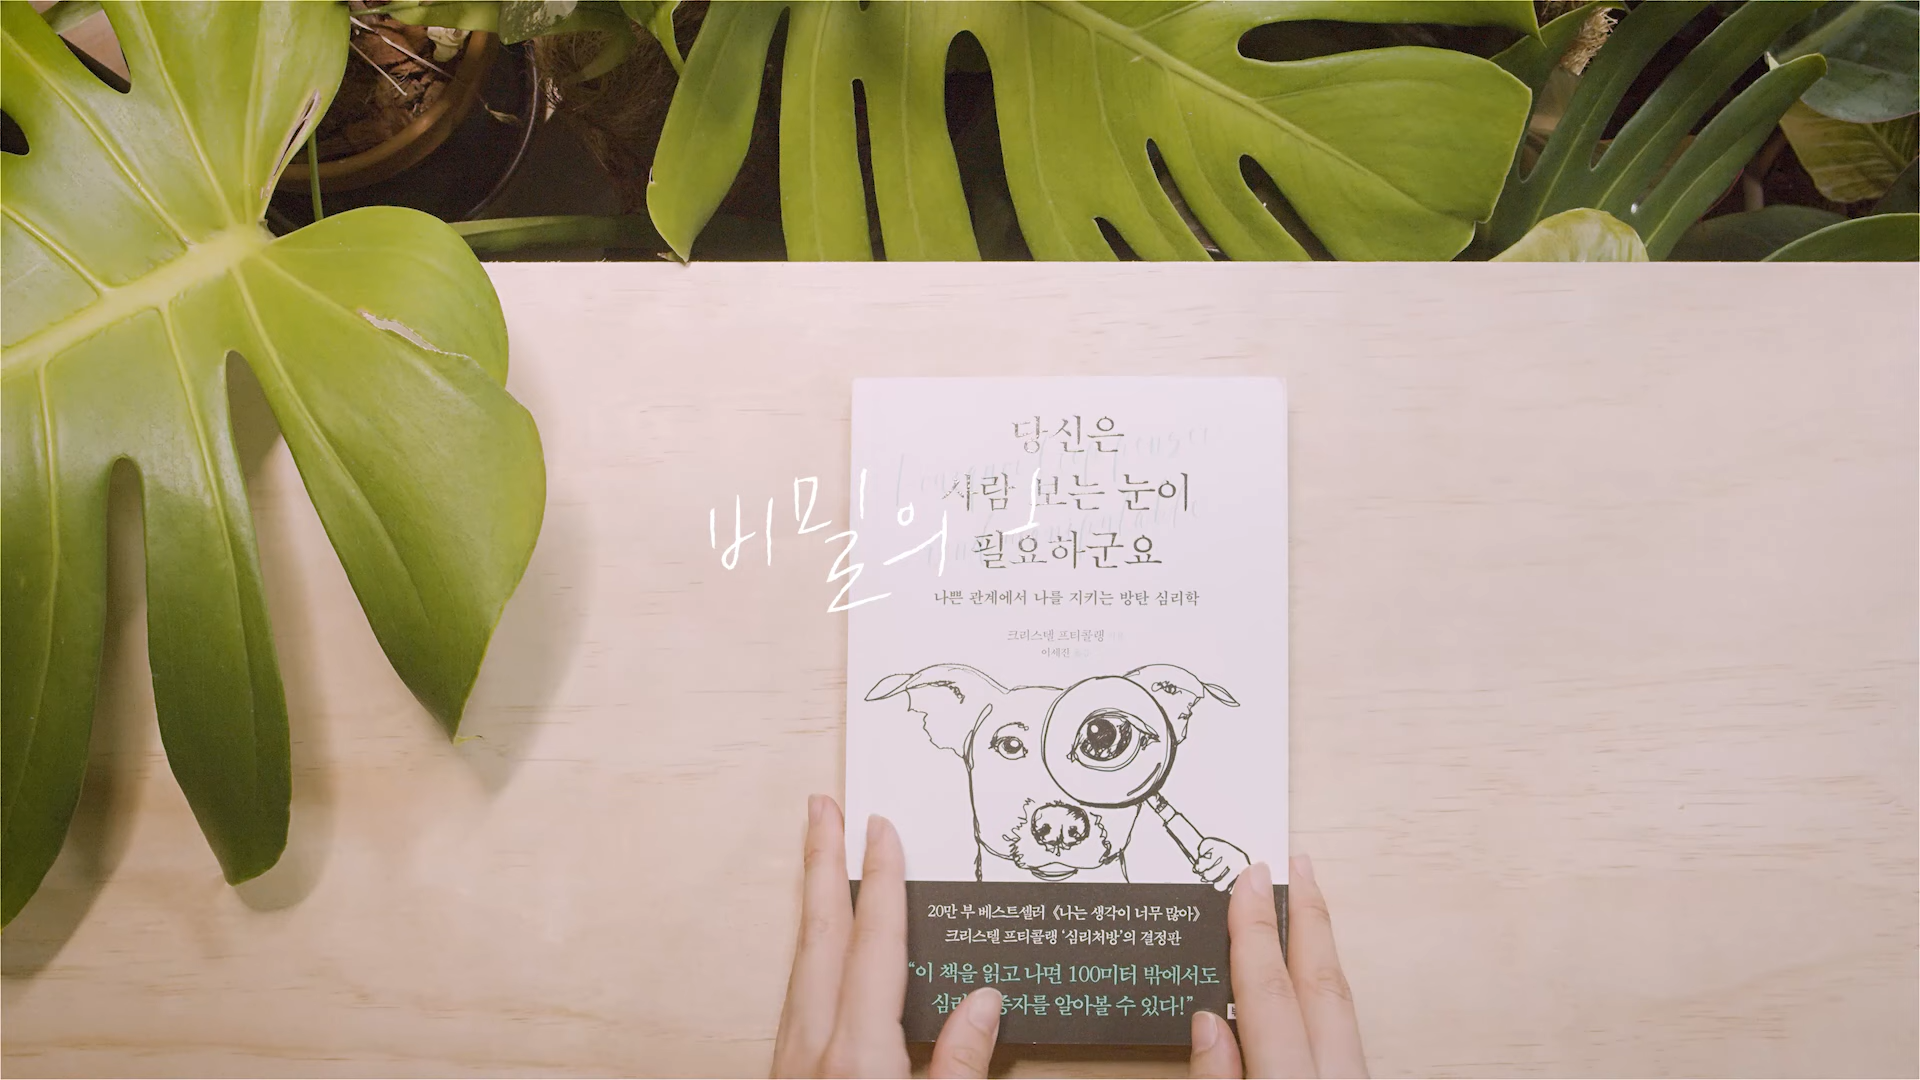 당신은
사람 보는 눈이
필요하군요
비밀의
나쁜 관계에서 나를 지키는 방탄 심리학
크리스텔 프티콜랭
이세진
20만 부 베스트셀러 《나는 생각이 너무 많아》
크리스텔 프티콜랭 ‘심리처방’의 결정판
“이 책을 읽고 나면 100미터 밖에서도
알아볼 수 있다!”